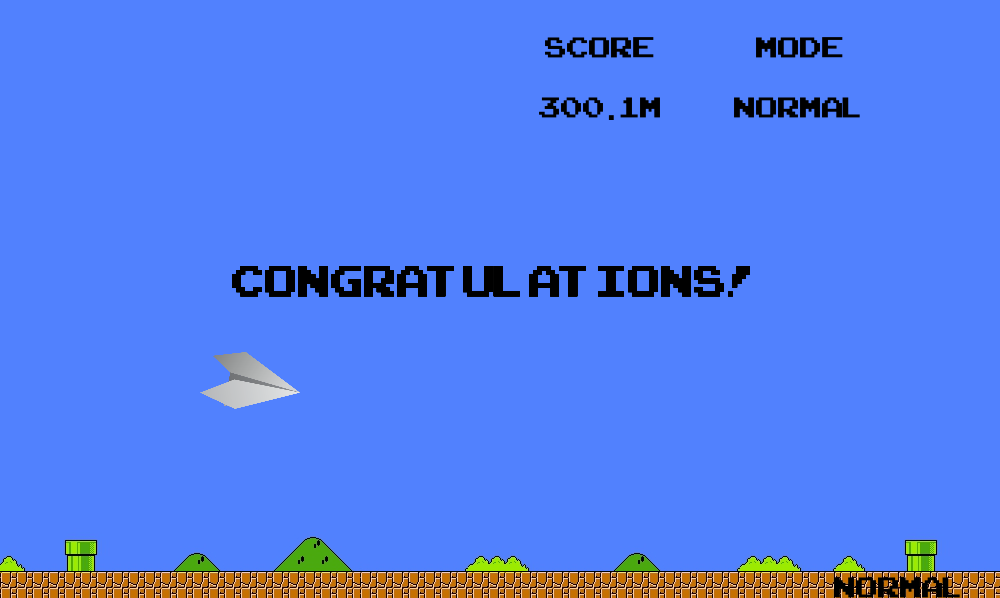 SCORE MODE
300.1M NORMAL
CONGRATULATIONS!
NORMAL